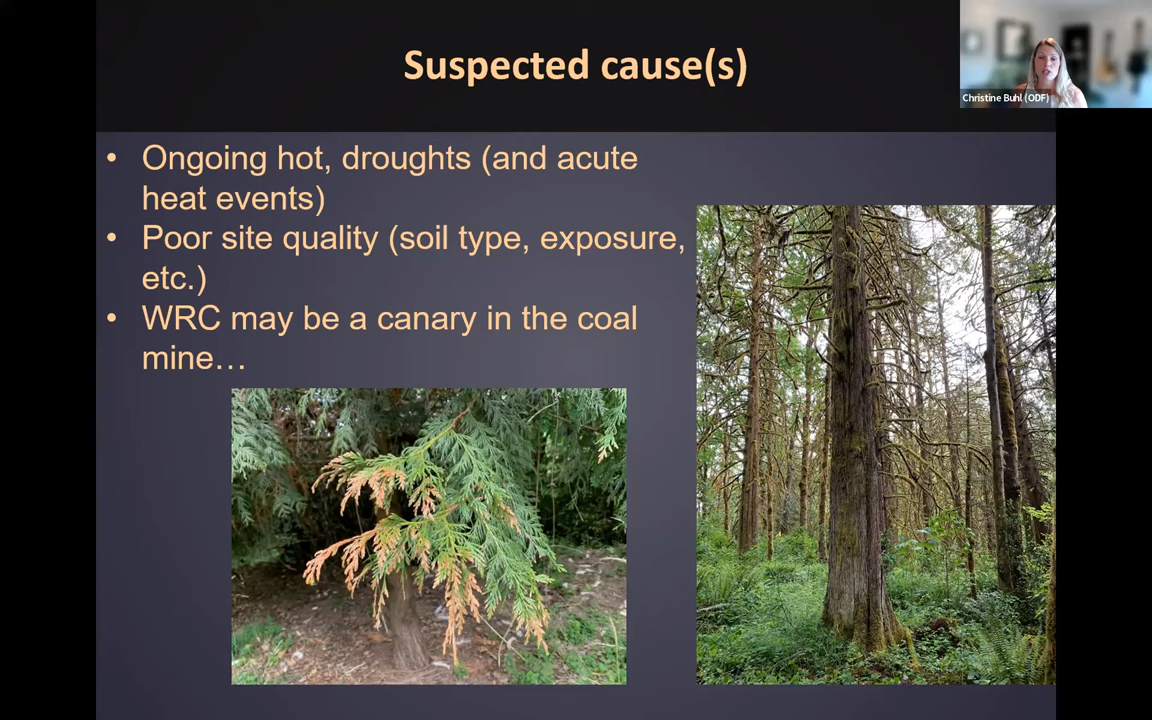 Suspected cause(s)
Christine Buhl (ODF)
• Ongoing hot, droughts (and acute
heat events)
• Poor site quality (soil type, exposure,
etc.)
• WRC may be a canary in the coal
mine…